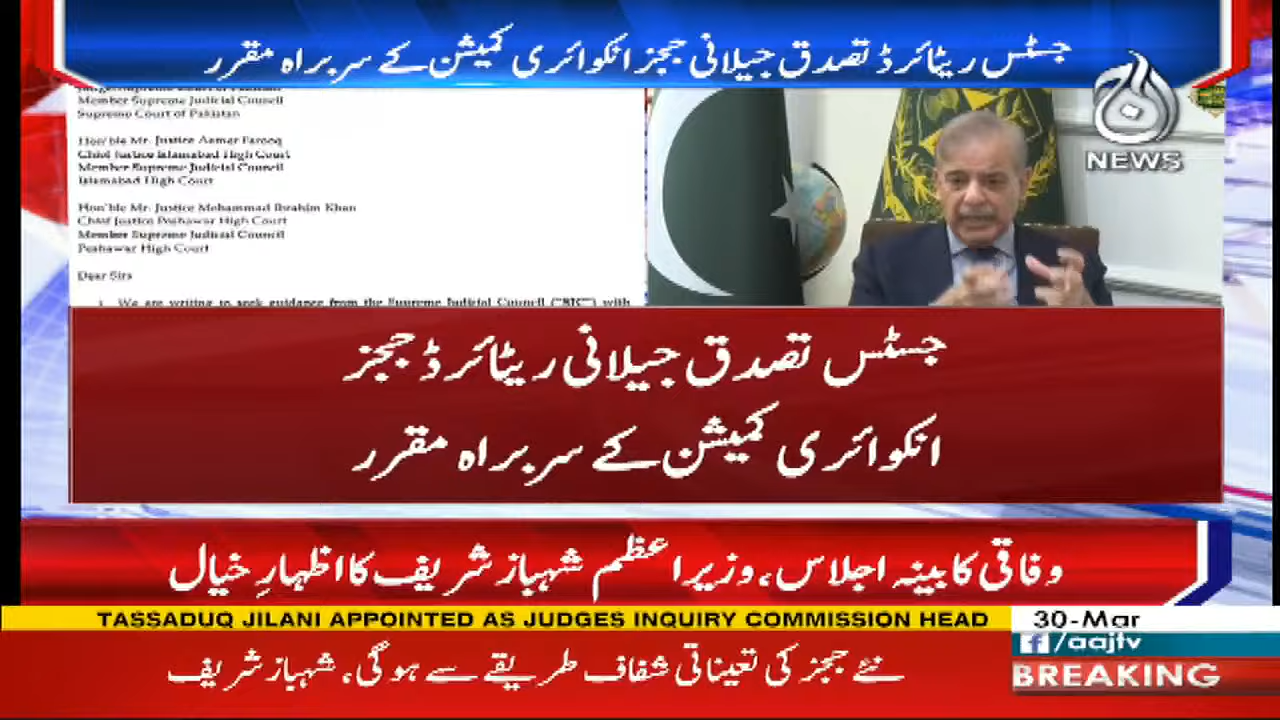 جسٹس ریٹائرڈ تصدق جیلانی ججز انکوائری کمیشن کے سربراہ مقرر
Member Supreme Judicial Council
Supreme Court of Pakistan
Hon'ble Mr. Justice Aamer Farooq
Chief Justice Islamabad High Court
Member Supreme Judicial Council
Islamabad High Court
Hon'ble Mr. Justice Mohammad Ibrahim Khan
Chief Justice Peshawar High Court
Member Supreme Judicial Council
Peshawar High Court
Dear Sirs
1. We are writing to seek guidance from the Supreme Judicial Council ("SJC") with
آج
NEWS
جسٹس تصدق جیلانی ریٹائرڈ ججز
انکوائری کمیشن کے سربراہ مقرر
وفاقی کابینہ اجلاس، وزیراعظم شہباز شریف کا اظہارِ خیال
TASSADUQ JILANI APPOINTED AS JUDGES INQUIRY COMMISSION HEAD
30-Mar
f/aajtv
نئے ججز کی تعیناتی شفاف طریقے سے ہوگی، شہباز شریف
BREAKING